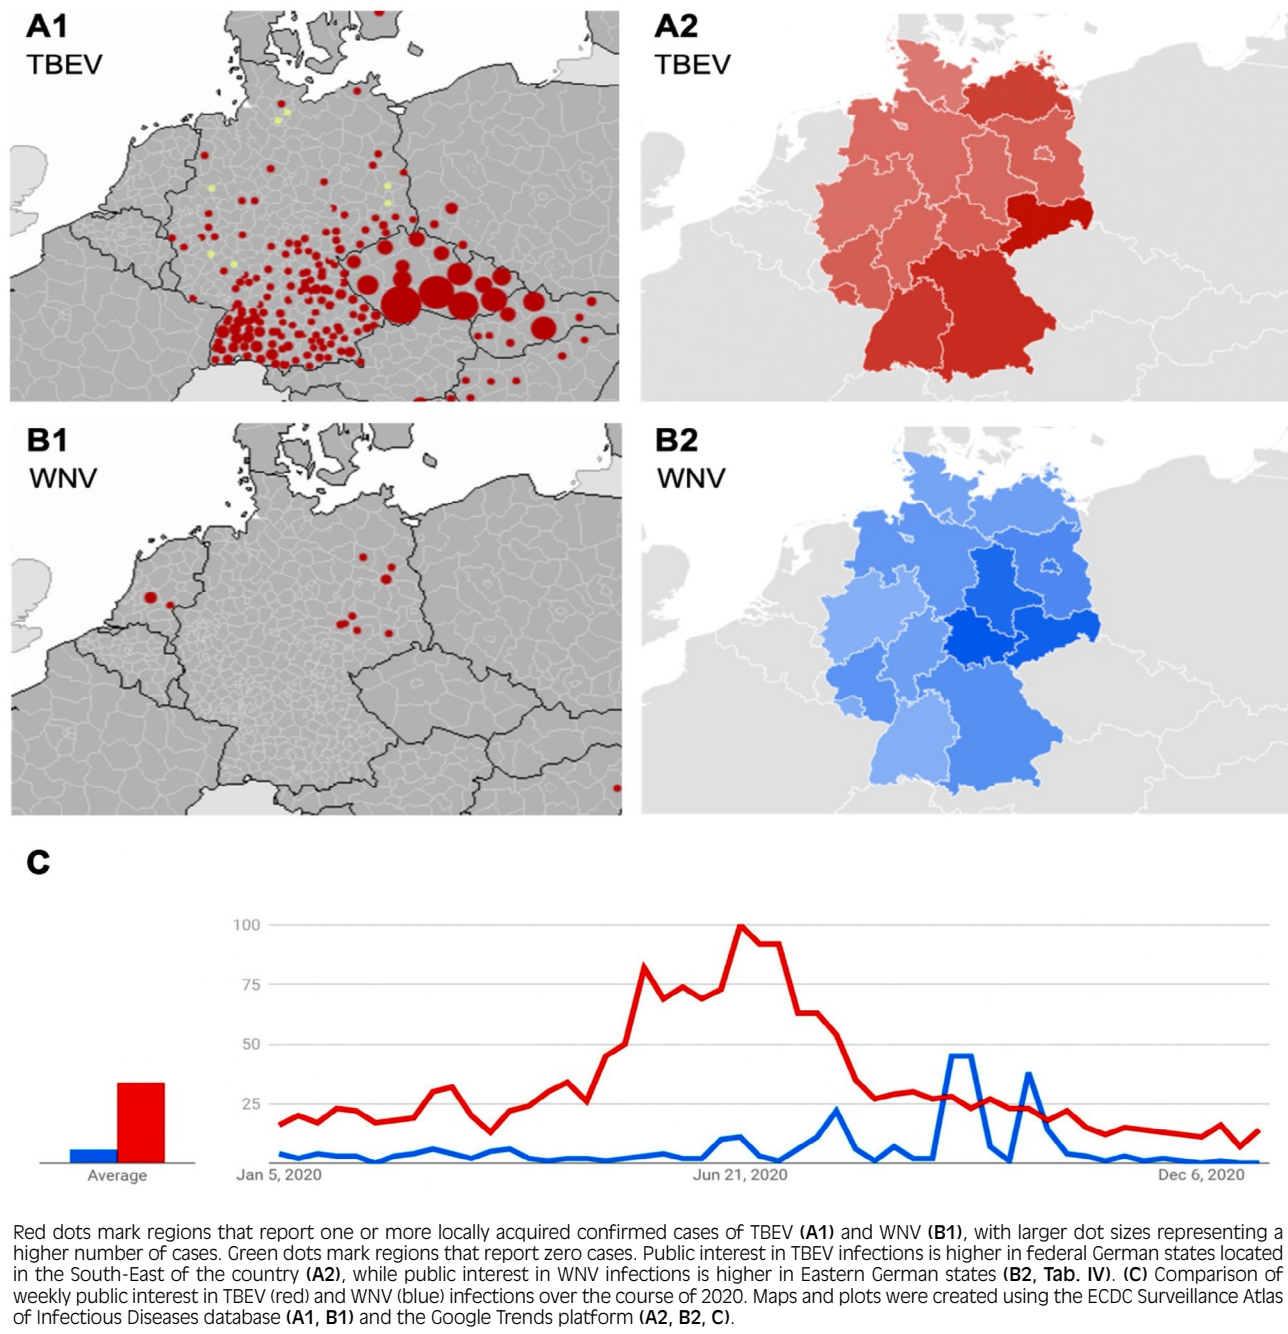 A1
TBEV
A2
TBEV
B1
WNV
B2
WNV
C
100
75
50
25
Average
Jan 5, 2020
Jun 21, 2020
Dec 6, 2020
Red dots mark regions that report one or more locally acquired confirmed cases of TBEV (A1) and WNV (B1), with larger dot sizes representing a
higher number of cases. Green dots mark regions that report zero cases. Public interest in TBEV infections is higher in federal German states located
in the South-East of the country (A2), while public interest in WNV infections is higher in Eastern German states (B2, Tab. IV). (C) Comparison of
weekly public interest in TBEV (red) and WNV (blue) infections over the course of 2020. Maps and plots were created using the ECDC Surveillance Atlas
of Infectious Diseases database (A1, B1) and the Google Trends platform (A2, B2, C).